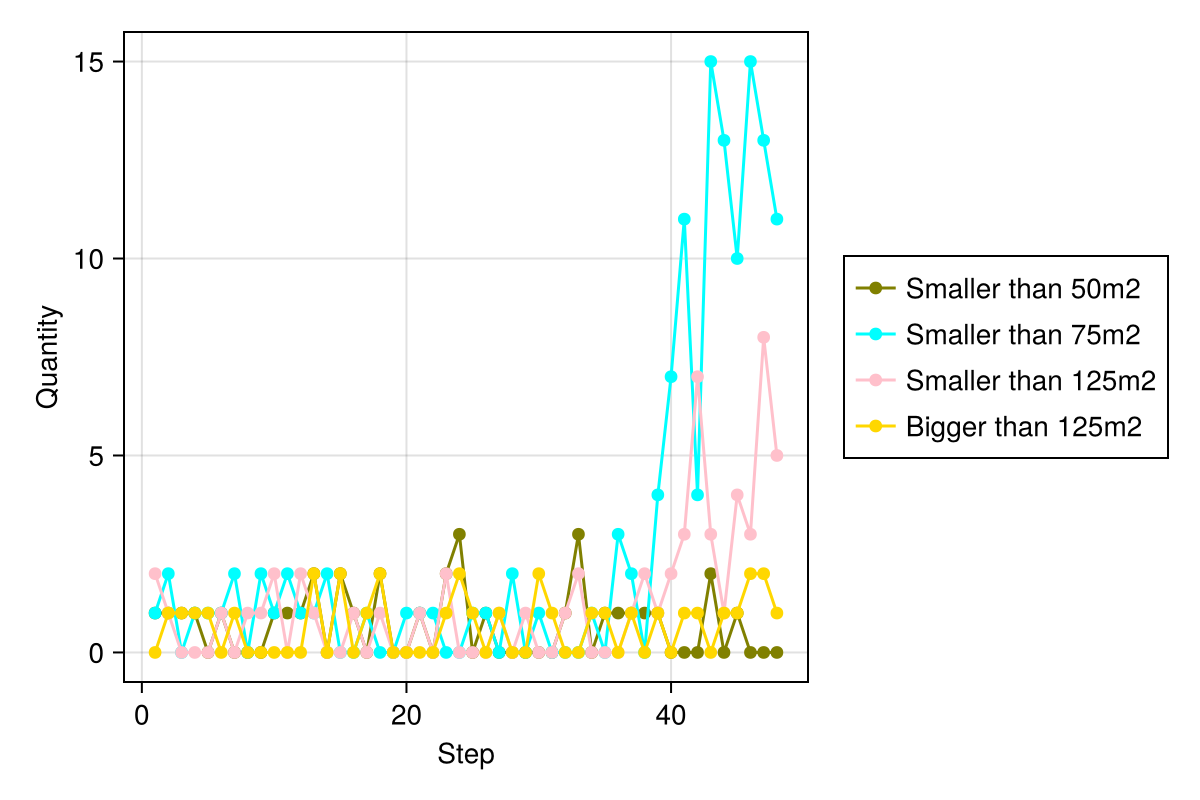 15
10
5
0
Quantity
0
20
40
Step
Smaller than 50m2
Smaller than 75m2
Smaller than 125m2
Bigger than 125m2